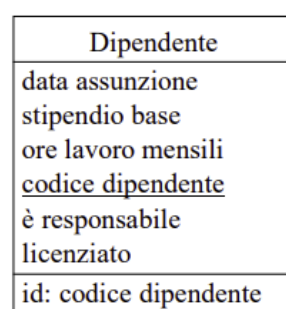 Dipendente
data assunzione
stipendio base
ore lavoro mensili
codice dipendente
è responsabile
licenziato
id: codice dipendente